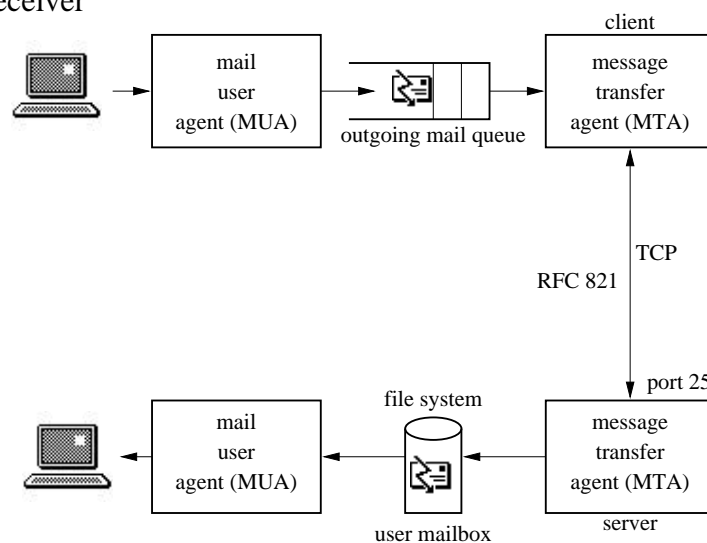 eceiver
client
mail
user
agent (MUA)
outgoing mail queue
message
transfer
agent (MTA)
TCP
RFC 821
port 25
file system
mail
user
agent (MUA)
user mailbox
message
transfer
agent (MTA)
server